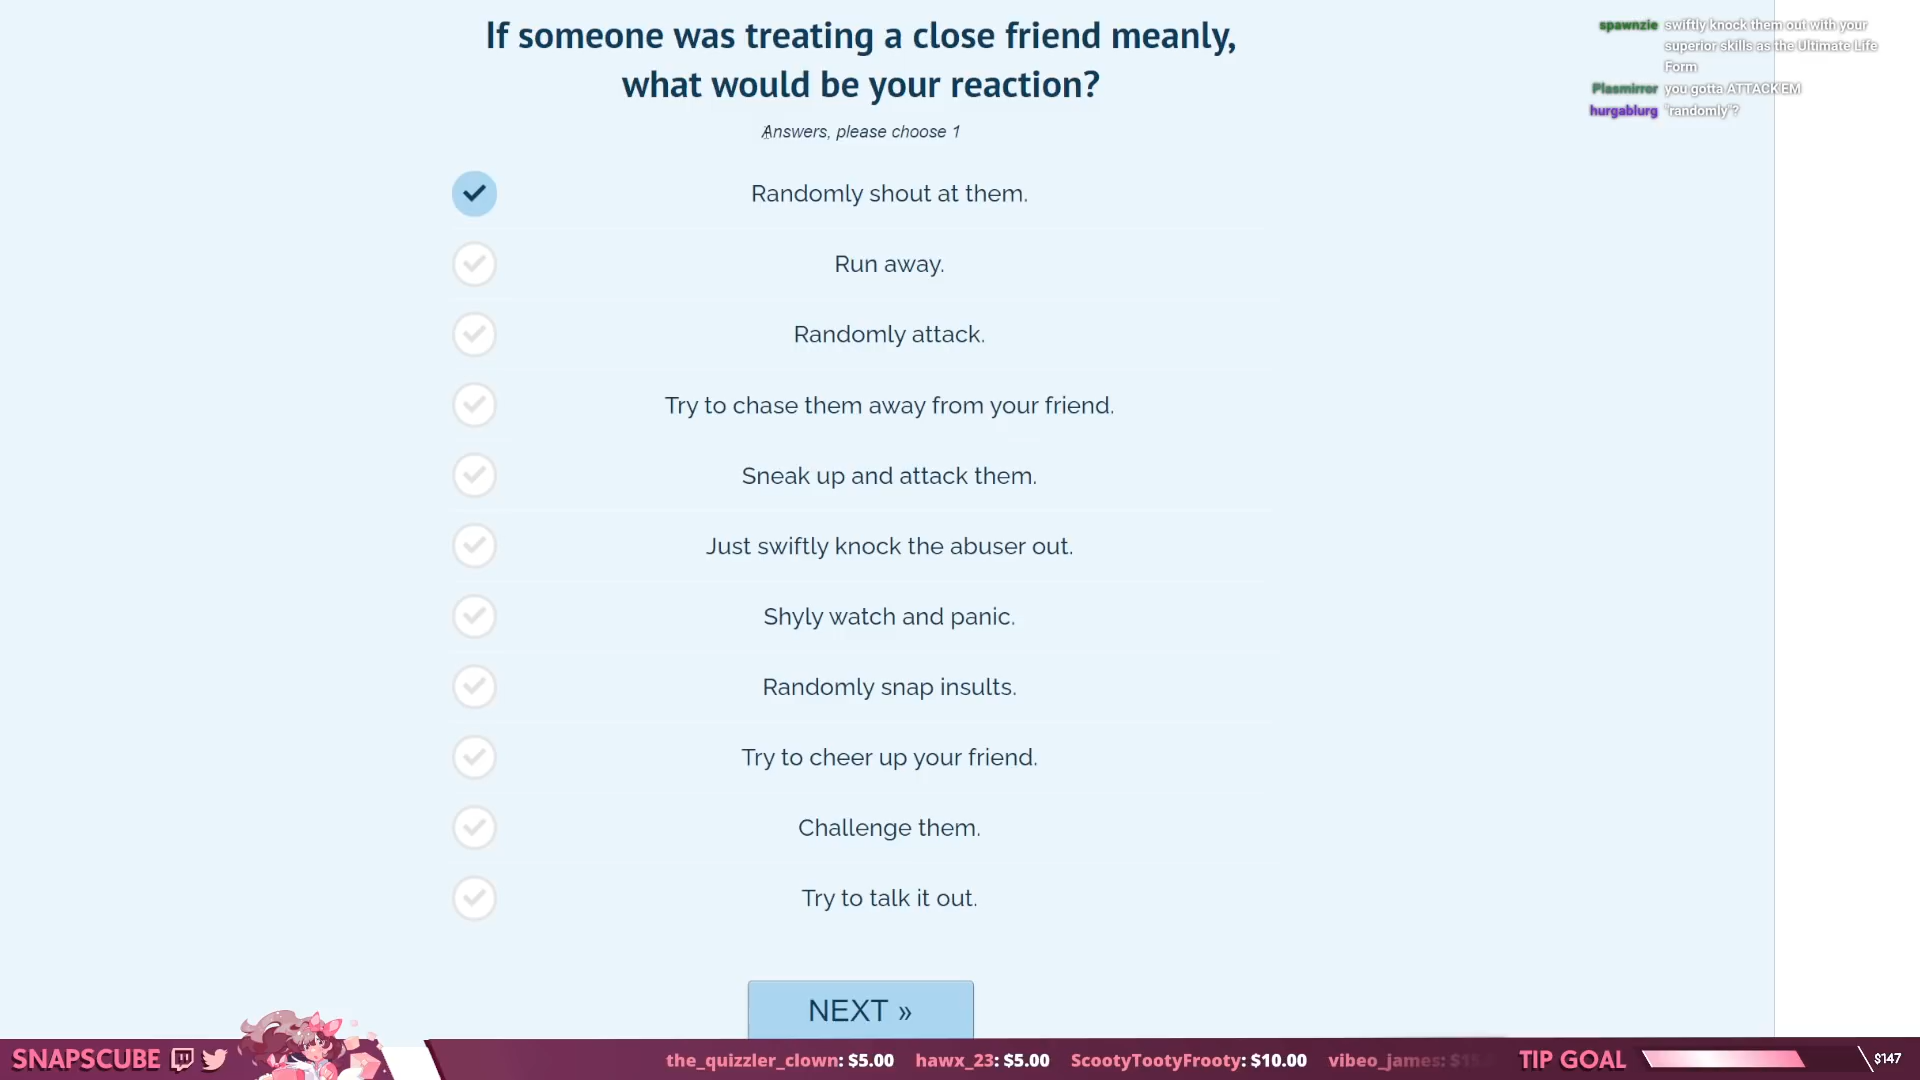 If someone was treating a close friend meanly,
what would be your reaction?
Answers, please choose 1
Randomly shout at them.
Run away.
Randomly attack.
Try to chase them away from your friend.
Sneak up and attack them.
Just swiftly knock the abuser out.
Shyly watch and panic.
Randomly snap insults.
Try to cheer up your friend.
Challenge them.
Try to talk it out.
NEXT »
spawnzie swiftly knock them out with your
superior skills as the Ultimate Life
Form
Plasmirror you gotta ATTACK'EM
hurgablurg "randomly"?
SNAPSCUBE the_quizzler_clown: $5.00 hawx_23: $5.00 ScootyTootyFrooty: $10.00 vibeo_james: TIP GOAL $147